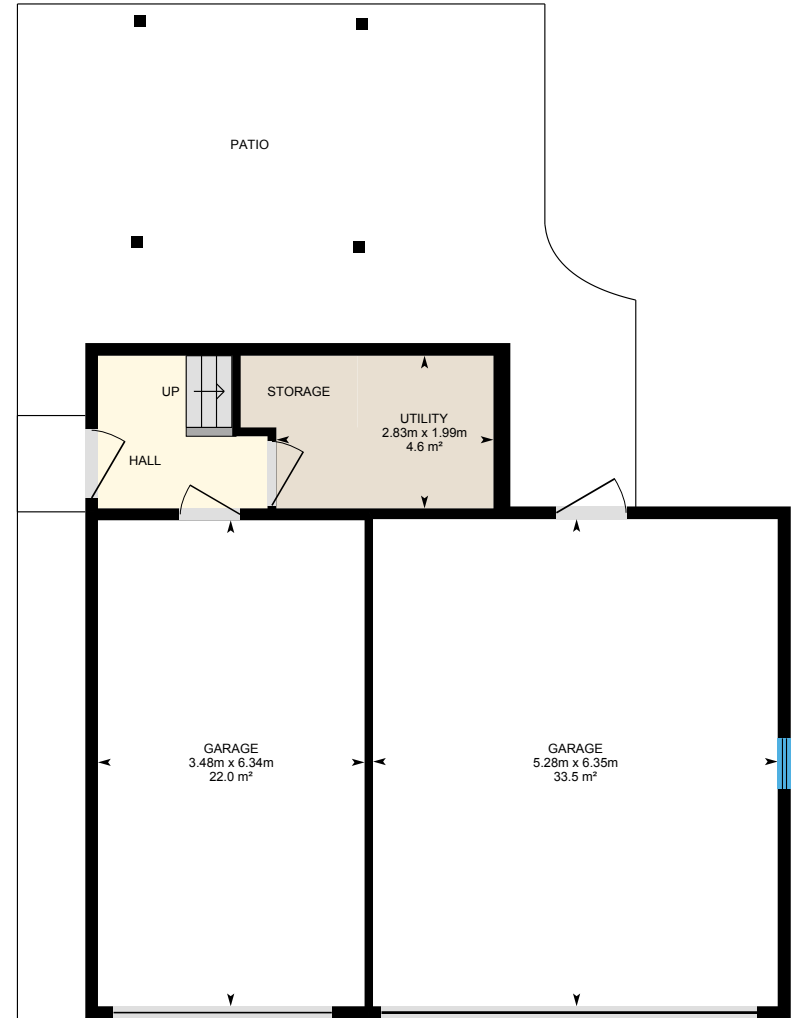 PATIO
UP
STORAGE
UTILITY
2.83m x 1.99m
4.6 m²
HALL
GARAGE
3.48m x 6.34m
22.0 m²
GARAGE
5.28m x 6.35m
33.5 m²